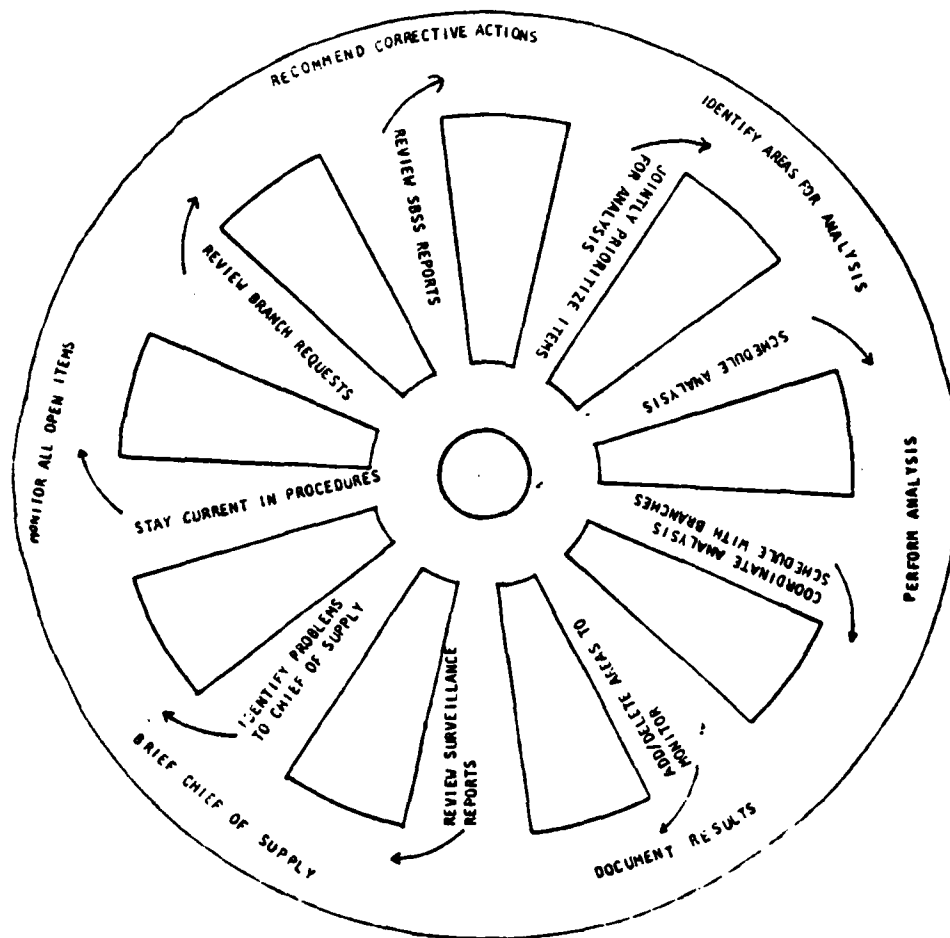 RECOMMEND CORRECTIVE ACTIONS
IDENTIFY AREAS FOR ANALYSIS
PERFORM ANALYSIS
DOCUMENT RESULTS
BRIEF CHIEF OF SUPPLY
MONITOR ALL OPEN ITEMS
REVIEW SBSS REPORTS
JOINTLY PRIORITIZE ITEMS
FOR ANALYSIS
SCHEDULE ANALYSIS
COORDINATE ANALYSIS
SCHEDULE WITH BRANCHES
ADD/DELETE AREAS TO
MONITOR
REVIEW SURVEILLANCE
REPORTS
IDENTIFY PROBLEMS
TO CHIEF OF SUPPLY
STAY CURRENT IN PROCEDURES
REVIEW BRANCH REQUESTS